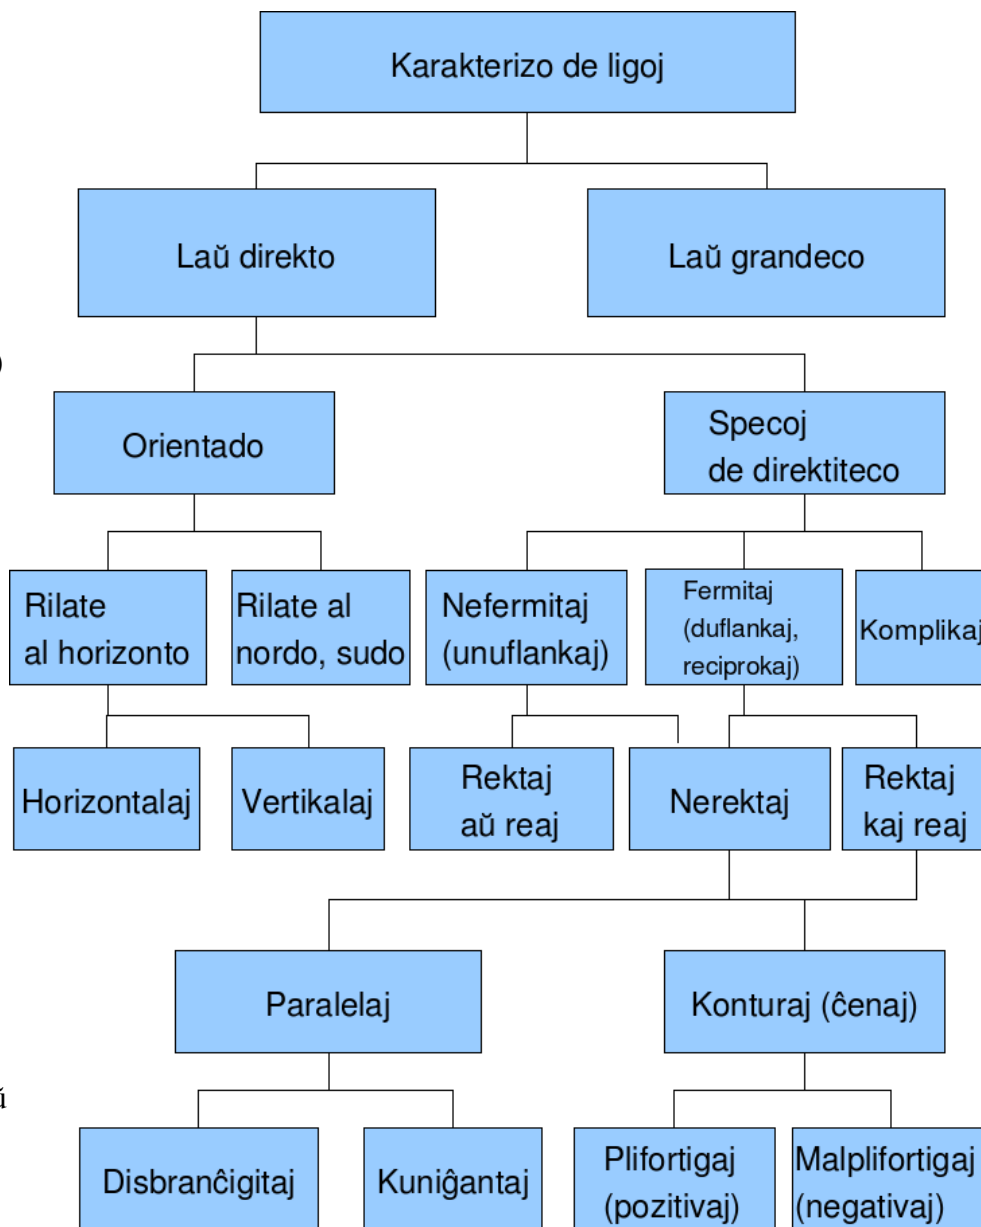 Karakterizo de ligoj
Laŭ direkto
Laŭ grandeco
)
Orientado
Specoj
de direktiteco
Rilate
al horizonto
Rilate al
nordo, sudo
Nefermitaj
(unuflankaj)
Fermitaj
(duflankaj,
reciprokaj)
Komplikaj
Horizontalaj
Vertikalaj
Rektaj
aŭ reaj
Nerektaj
Rektaj
kaj reaj
Paralelaj
Konturaj (ĉenaj)
ŭ
Disbranĉigitaj
Kuniĝantaj
Plifortigaj
(pozitivaj)
Malplifortigaj
(negativaj)